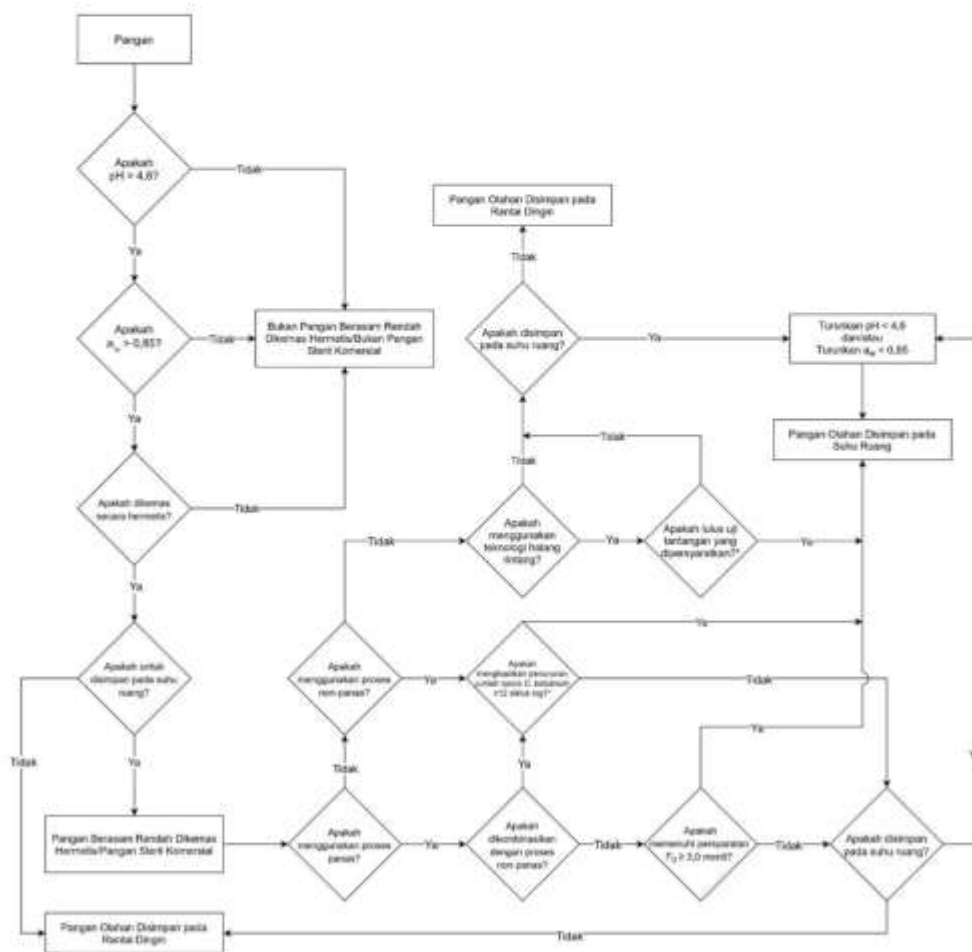 Pangan
Apakah
pH > 4,6?
Tidak
Ya
Apakah
aw > 0,85?
Tidak
Bukan Pangan Berasam Rendah
Dikemas Hermetis/Bukan Pangan
Steril Komersial
Ya
Apakah dikemas
secara hermetis?
Tidak
Ya
Apakah untuk
disimpan pada suhu
ruang?
Tidak
Ya
Pangan Berasam Rendah Dikemas
Hermetis/Pangan Steril Komersial
Pangan Olahan Disimpan pada
Rantai Dingin
Pangan Olahan Disimpan pada
Rantai Dingin
Tidak
Apakah disimpan
pada suhu ruang?
Ya
Turunkan pH < 4,6
dan/atau
Turunkan aw < 0,85
Pangan Olahan Disimpan pada
Suhu Ruang
Tidak
Tidak
Apakah
menggunakan
teknologi halang
rintang?
Ya
Apakah lulus uji
tantangan yang
dipersyaratkan?*
Ya
Tidak
Apakah
menggunakan proses
non-panas?
Ya
Apakah
menghasilkan penurunan
jumlah spora C. botulinum
Ya
Tidak
Tidak
Ya
Ya
Apakah
menggunakan proses
panas?
Ya
Apakah
dikombinasikan
dengan proses
non-panas?
Tidak
Apakah
memenuhi persyaratan
F0 ≥ 3,0 menit?
Tidak
Apakah disimpan
pada suhu ruang?
Tidak